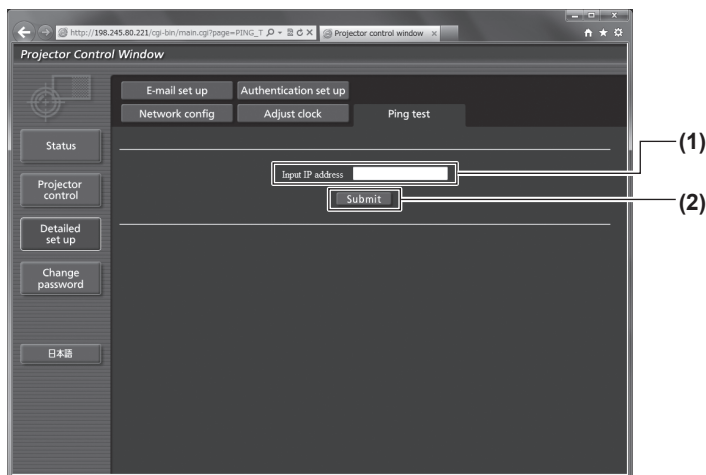 http://198.245.80.221/cgi-bin/main.cgi?page=PING_T
Projector control window
Projector Control Window
E-mail set up
Authentication set up
Network config
Adjust clock
Ping test
Status
Projector
control
Detailed
set up
Change
password
日本語
Input IP address
Submit
(1)
(2)